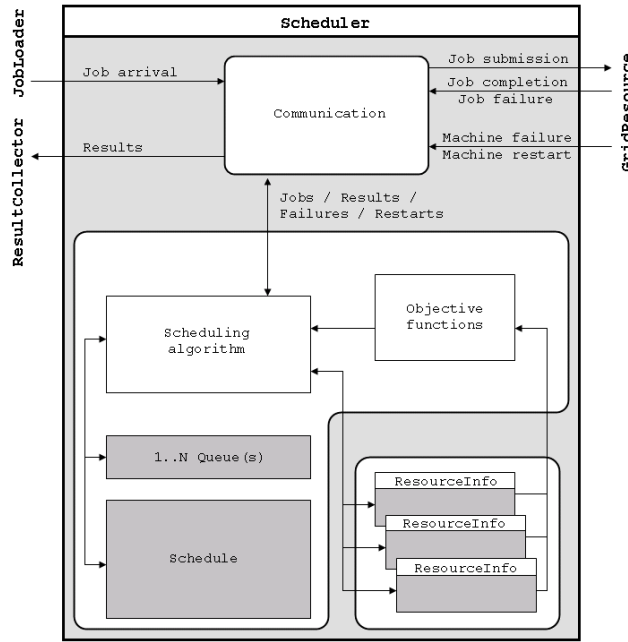 Scheduler
JobLoader
ResultCollector
GridResource
Job arrival
Results
Communication
Job submission
Job completion
Job failure
Machine failure
Machine restart
Jobs / Results /
Failures / Restarts
Scheduling
algorithm
Objective
functions
1..N Queue(s)
Schedule
ResourceInfo
ResourceInfo
ResourceInfo